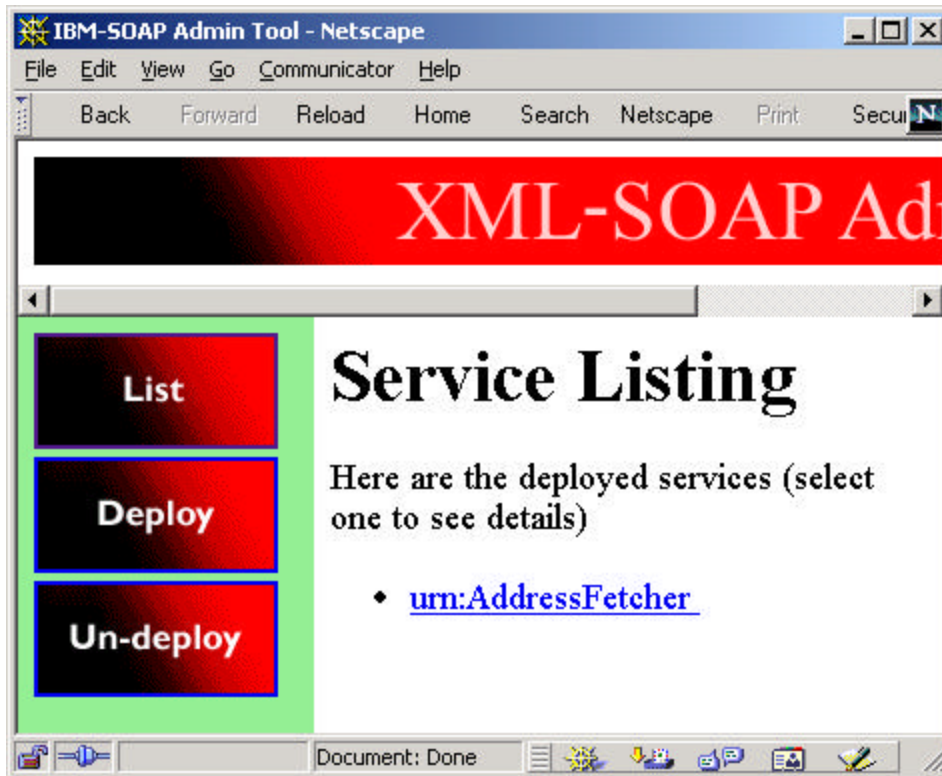 IBM-SOAP Admin Tool - Netscape
File Edit View Go Communicator Help
Back Forward Reload Home Search Netscape Print Secu
N
XML-SOAP Ad
List
Deploy
Un-deploy
Service Listing
Here are the deployed services (select
one to see details)
urn:AddressFetcher
Document: Done